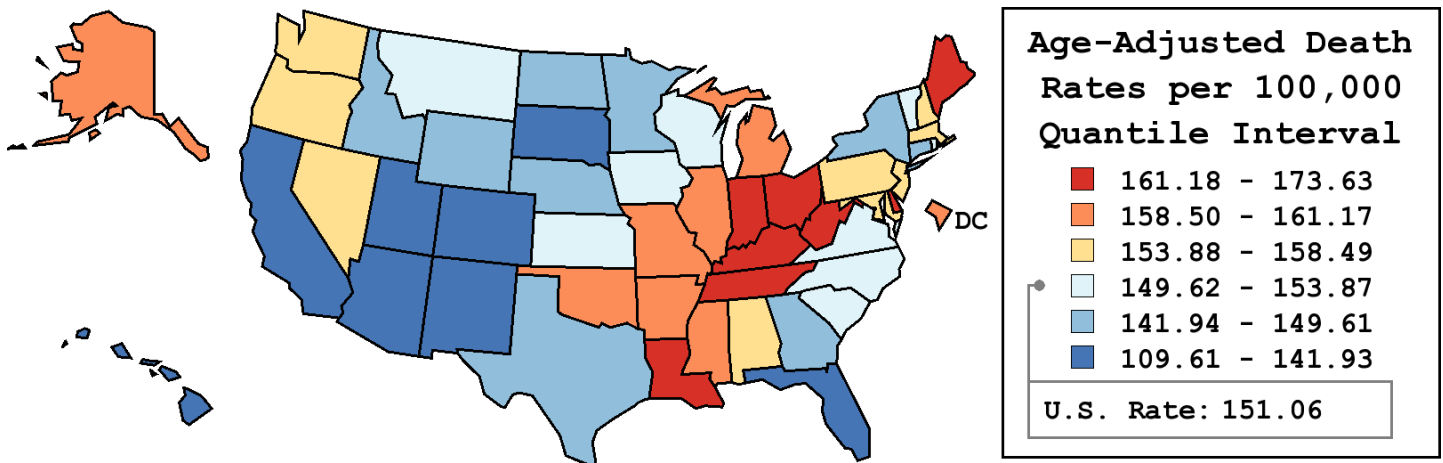 Age-Adjusted Death
Rates per 100,000
Quantile Interval
161.18 - 173.63
158.50 - 161.17
153.88 - 158.49
149.62 - 153.87
141.94 - 149.61
109.61 - 141.93
U.S. Rate: 151.06
DC